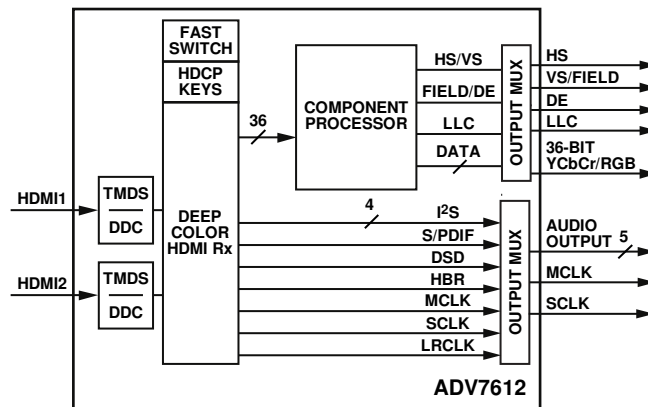 FAST
SWITCH
HDCP
KEYS
DEEP
COLOR
HDMI Rx
HDMI1
TMDS
DDC
HDMI2
TMDS
DDC
36
COMPONENT
PROCESSOR
HS/VS
FIELD/DE
LLC
DATA
OUTPUT MUX
HS
VS/FIELD
DE
LLC
36-BIT
YCbCr/RGB
4
I²S
S/PDIF
DSD
HBR
MCLK
SCLK
LRCLK
OUTPUT MUX
AUDIO
OUTPUT 5
MCLK
SCLK
ADV7612